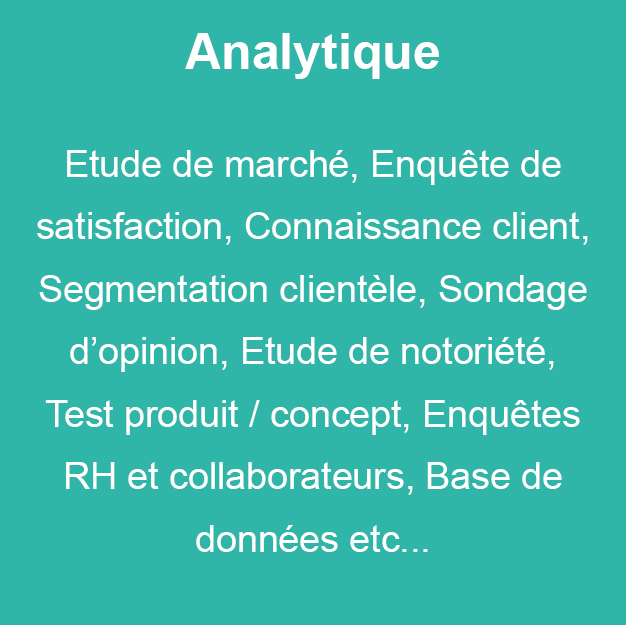 Analytique
Etude de marché, Enquête de
satisfaction, Connaissance client,
Segmentation clientèle, Sondage
d’opinion, Etude de notoriété,
Test produit / concept, Enquêtes
RH et collaborateurs, Base de
données etc...